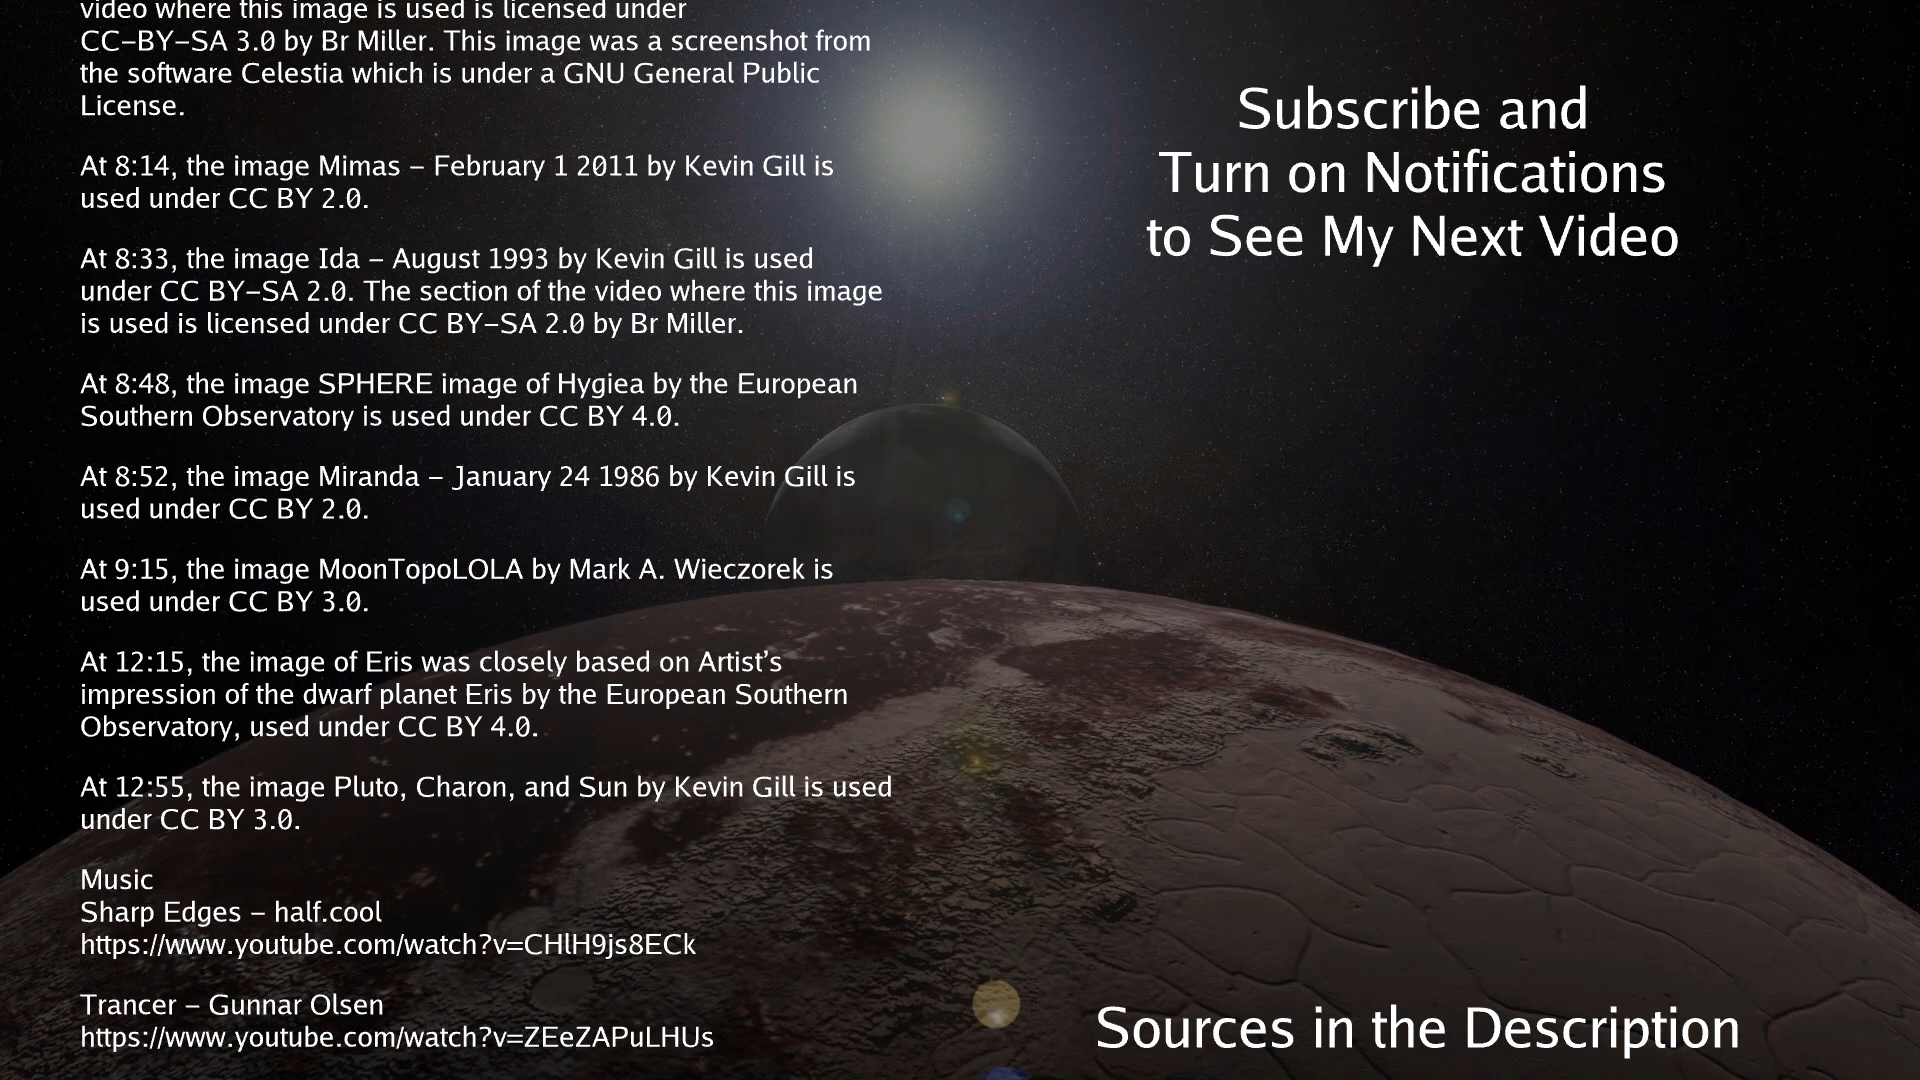 video where this image is used is licensed under
CC–BY–SA 3.0 by Br Miller. This image was a screenshot from
the software Celestia which is under a GNU General Public
License.
At 8:14, the image Mimas – February 1 2011 by Kevin Gill is
used under CC BY 2.0.
At 8:33, the image Ida – August 1993 by Kevin Gill is used
under CC BY–SA 2.0. The section of the video where this image
is used is licensed under CC BY–SA 2.0 by Br Miller.
At 8:48, the image SPHERE image of Hygiea by the European
Southern Observatory is used under CC BY 4.0.
At 8:52, the image Miranda – January 24 1986 by Kevin Gill is
used under CC BY 2.0.
At 9:15, the image MoonTopoLOLA by Mark A. Wieczorek is
used under CC BY 3.0.
At 12:15, the image of Eris was closely based on Artist’s
impression of the dwarf planet Eris by the European Southern
Observatory, used under CC BY 4.0.
At 12:55, the image Pluto, Charon, and Sun by Kevin Gill is used
under CC BY 3.0.
Music
Sharp Edges – half.cool
https://www.youtube.com/watch?v=CHlH9js8ECk
Trancer – Gunnar Olsen
https://www.youtube.com/watch?v=ZEeZAPuLHUs
Subscribe and
Turn on Notifications
to See My Next Video
Sources in the Description